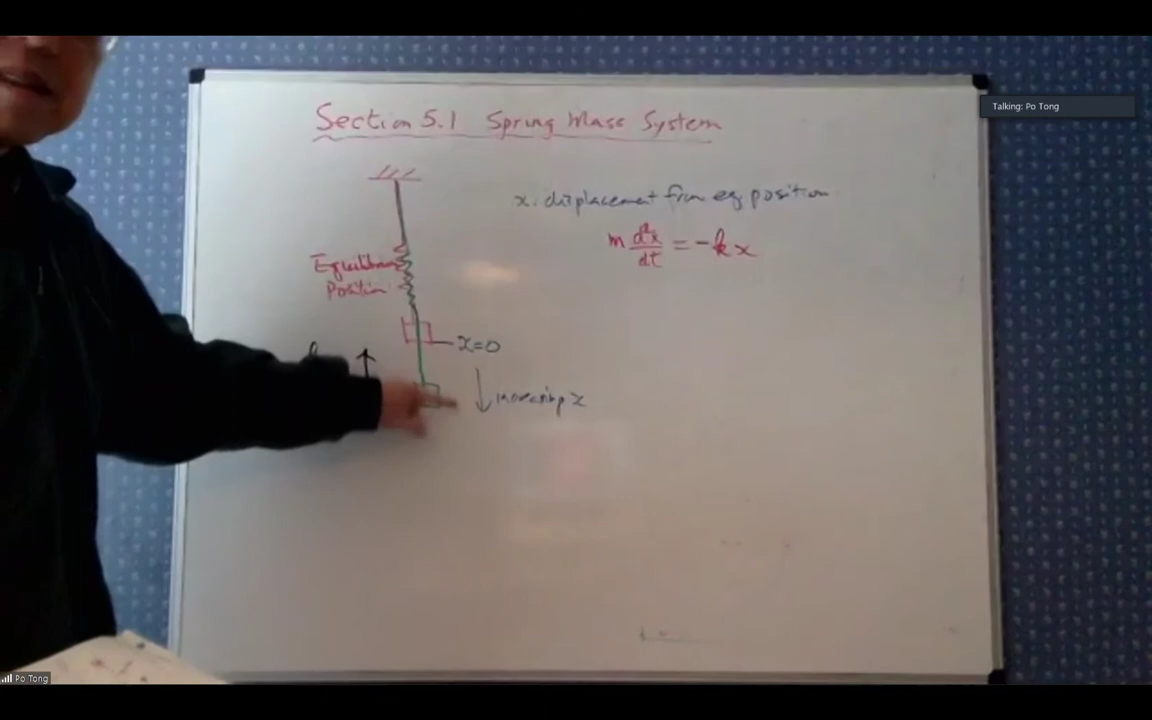 Section 5.1 Spring Mass System
x: displacement from eq position
m d²x/dt = -kx
Equilibrium
Position
x=0
increasing x
Talking: Po Tong
Po Tong